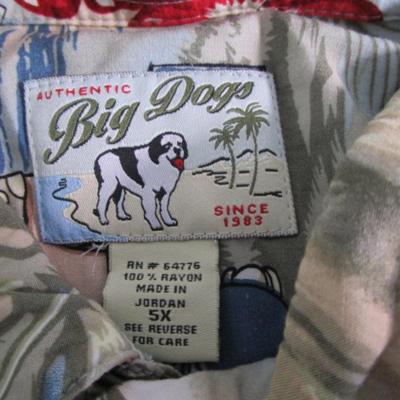 AUTHENTIC
Big Dogs
SINCE
1983
RN # 64776
100% RAYON
MADE IN
JORDAN
5X
SEE REVERSE
FOR CARE